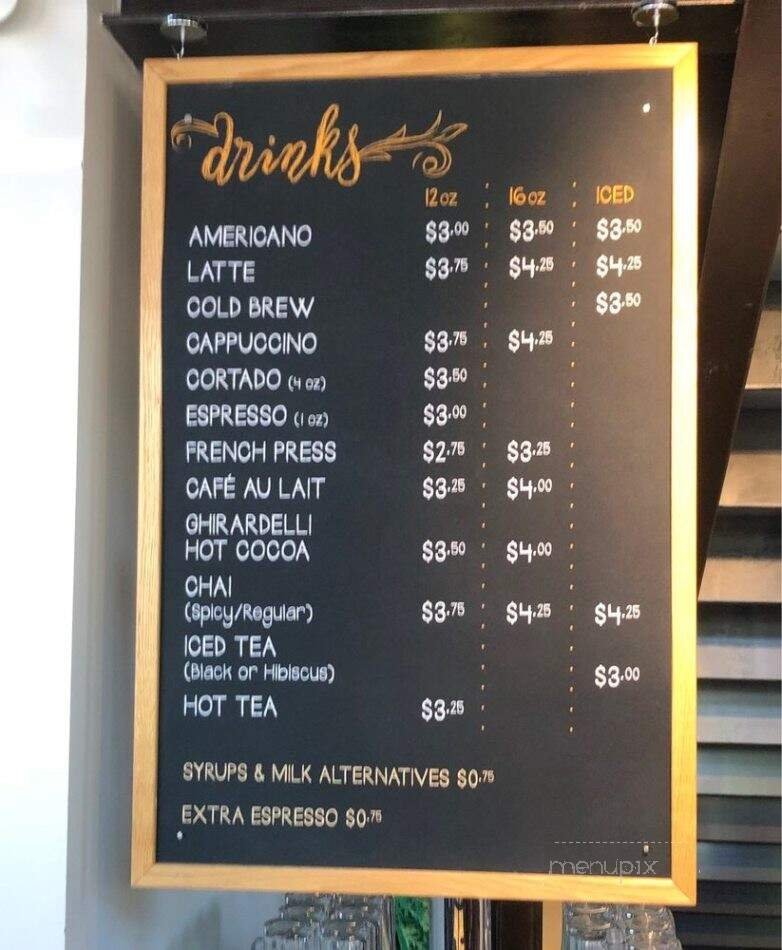 drinks
12 oz 16 oz ICED
AMERICANO $3.00 $3.50 $3.50
LATTE $3.75 $4.25 $4.25
COLD BREW $3.50
CAPPUCCINO $3.75 $4.25
CORTADO (4 oz) $3.50
ESPRESSO (1 oz) $3.00
FRENCH PRESS $2.75 $3.25
CAFÉ AU LAIT $3.25 $4.00
GHIRARDELLI
HOT COCOA $3.50 $4.00
CHAI
(Spicy/Regular) $3.75 $4.25 $4.25
ICED TEA
(Black or Hibiscus) $3.00
HOT TEA $3.25
SYRUPS & MILK ALTERNATIVES $0.75
EXTRA ESPRESSO $0.75
menupix